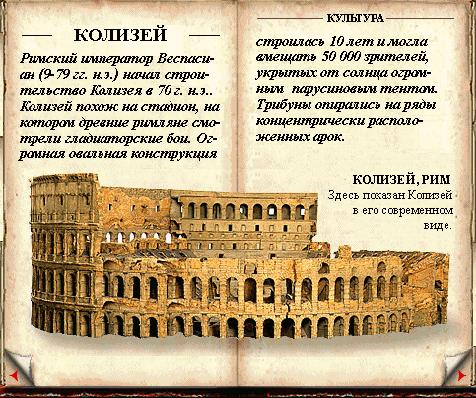 КОЛИЗЕЙ
Римский император Веспаси-
ан (9-79 гг. н.э.) начал строи-
тельство Колизея в 70 г. н.э..
Колизей похож на стадион, на
котором древние римляне смо-
трели гладиаторские бои. Ог-
ромная овальная конструкция
КУЛЬТУРА
строилась 10 лет и могла
вмещать 50 000 зрителей,
укрытых от солнца огром-
ным парусиновым тентом.
Трибуны опирались на ряды
концентрически располо-
женных арок.
КОЛИЗЕЙ, РИМ
Здесь показан Колизей
в его современном
виде.